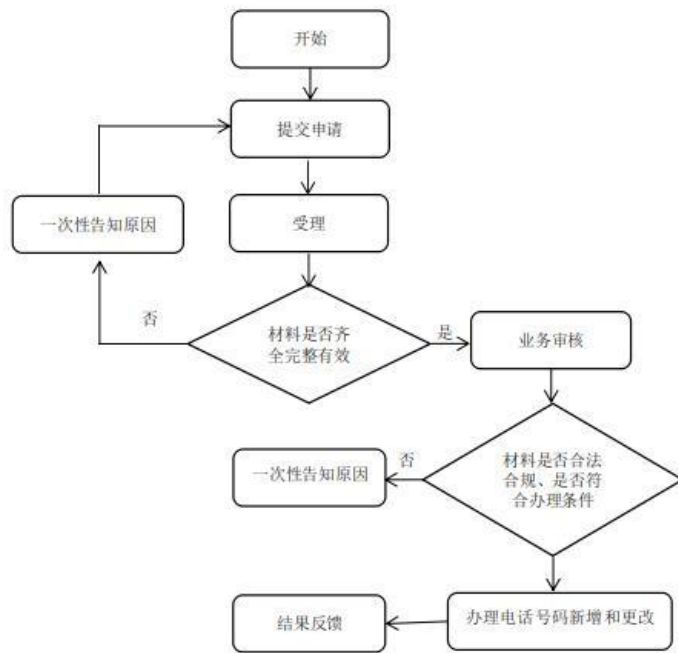 开始
提交申请
一次性告知原因
受理
否
材料是否齐
全完整有效
是
业务审核
一次性告知原因
否
材料是否合法
合规、是否符
合办理条件
结果反馈
办理电话号码新增和更改